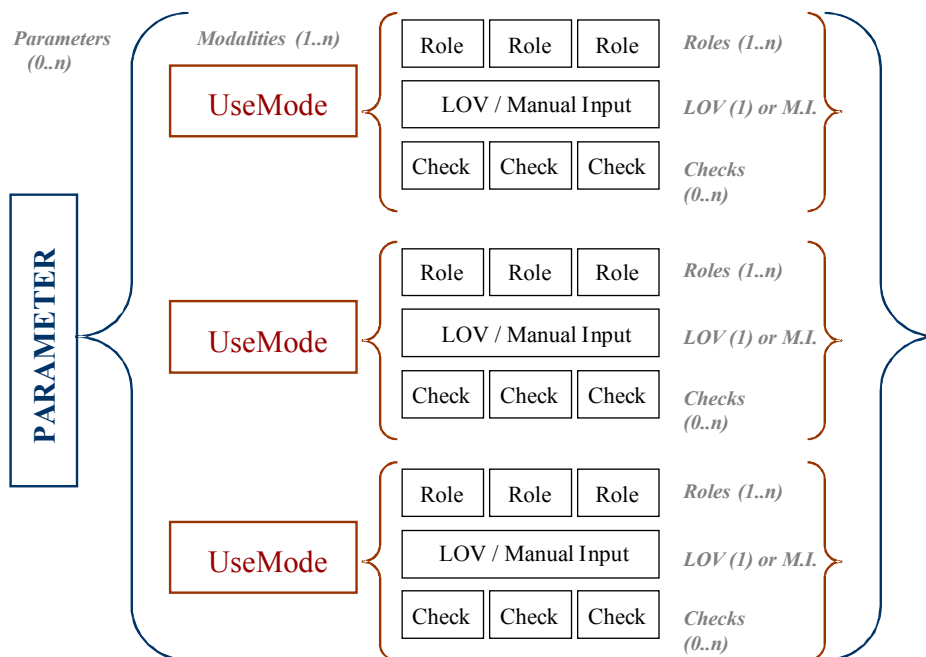 Parameters
(0..n)
Modalities (1..n)
PARAMETER
UseMode
Role Role Role
Roles (1..n)
LOV / Manual Input
LOV (1) or M.I.
Check Check Check
Checks
(0..n)
UseMode
Role Role Role
Roles (1..n)
LOV / Manual Input
LOV (1) or M.I.
Check Check Check
Checks
(0..n)
UseMode
Role Role Role
Roles (1..n)
LOV / Manual Input
LOV (1) or M.I.
Check Check Check
Checks
(0..n)